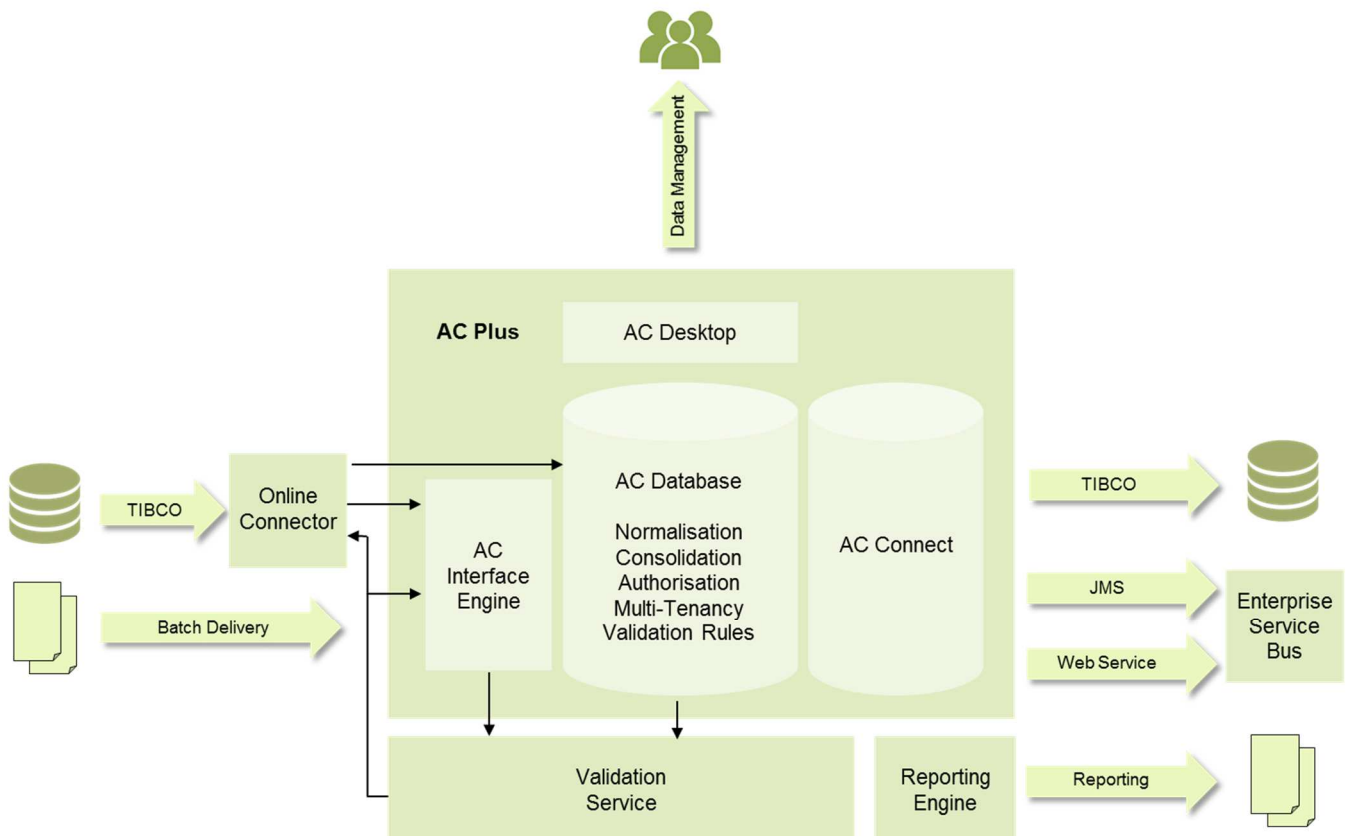 Data Management
AC Plus
AC Desktop
TIBCO
Online
Connector
Batch Delivery
AC
Interface
Engine
AC Database
Normalisation
Consolidation
Authorisation
Multi-Tenancy
Validation Rules
AC Connect
TIBCO
JMS
Web Service
Enterprise
Service
Bus
Validation
Service
Reporting
Engine
Reporting